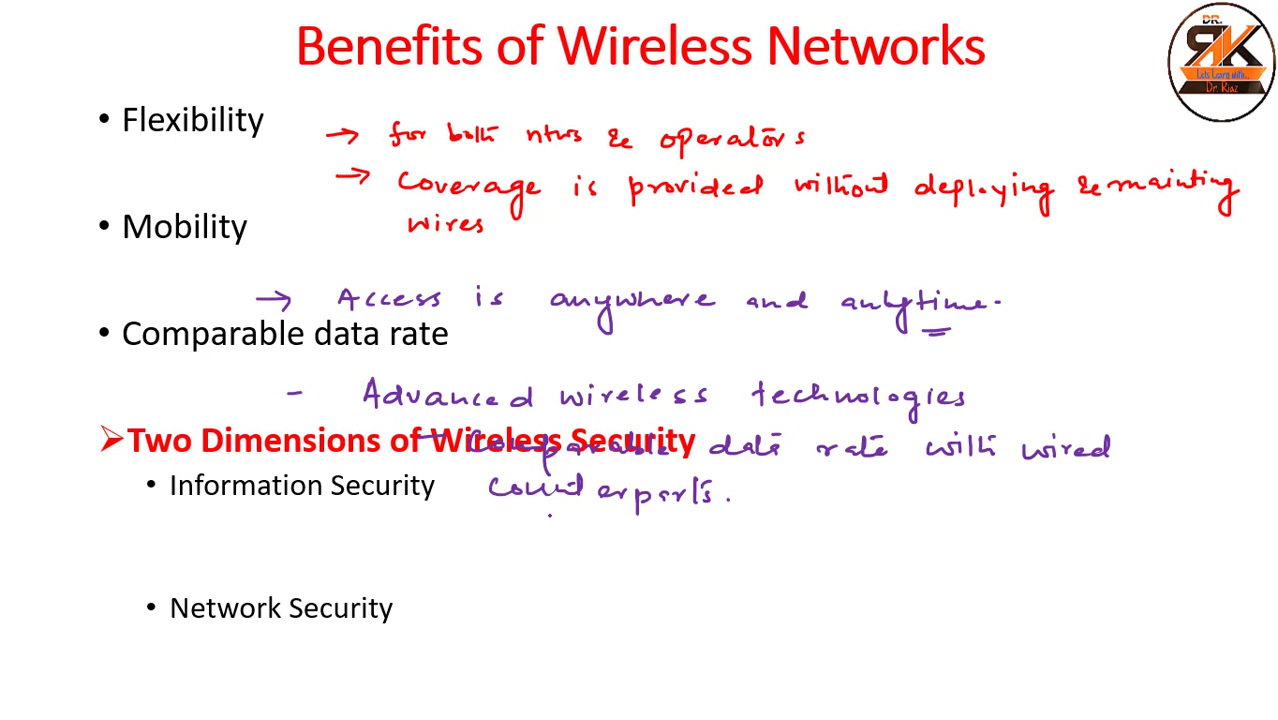 Benefits of Wireless Networks
DR.
RK
Lets Learn with...
Dr. Riaz
• Flexibility
→ for both ntws & operators
→ Coverage is provided without deploying & mainting
wires
• Mobility
→ Access is anywhere and anytime.
• Comparable data rate
- Advanced wireless technologies
➢ Two Dimensions of Wireless Security
- Comparable data rate with wired
• Information Security
counterparts.
• Network Security